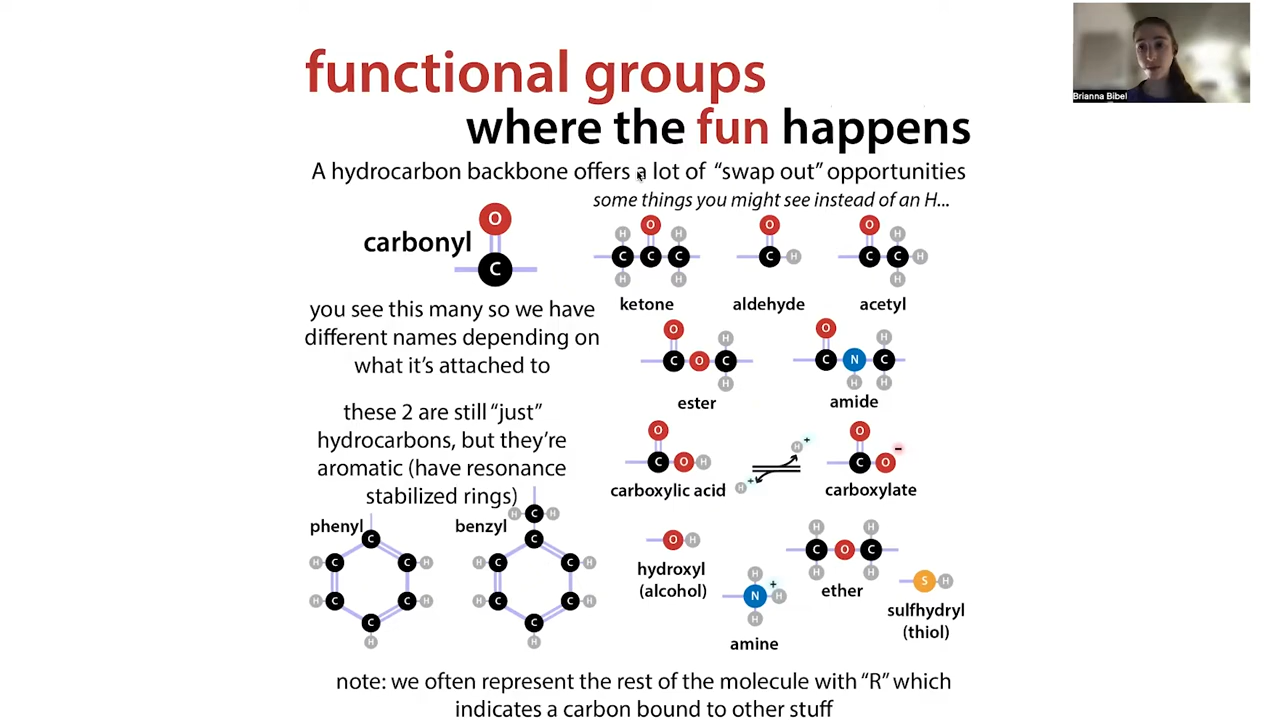 functional groups
where the fun happens
A hydrocarbon backbone offers a lot of “swap out” opportunities
some things you might see instead of an H...
carbonyl
O
C
you see this many so we have
different names depending on
what it's attached to
these 2 are still “just”
hydrocarbons, but they're
aromatic (have resonance
stabilized rings)
phenyl
C
H C C H
H C C H
C
H
benzyl
H C H
C
H C C H
H C C H
C
H
O
H H
C C C
H H
ketone
O
C H
aldehyde
O
H
C C H
H
acetyl
O
H
C O C
H
ester
O
H
C N C
H H
amide
O
C O H
carboxylic acid
H +
H +
O
C O −
carboxylate
O H
hydroxyl
(alcohol)
H +
N H
H
amine
H H
C O C
H H
ether
S H
sulfhydryl
(thiol)
note: we often represent the rest of the molecule with “R” which
indicates a carbon bound to other stuff
Brianna Bibel